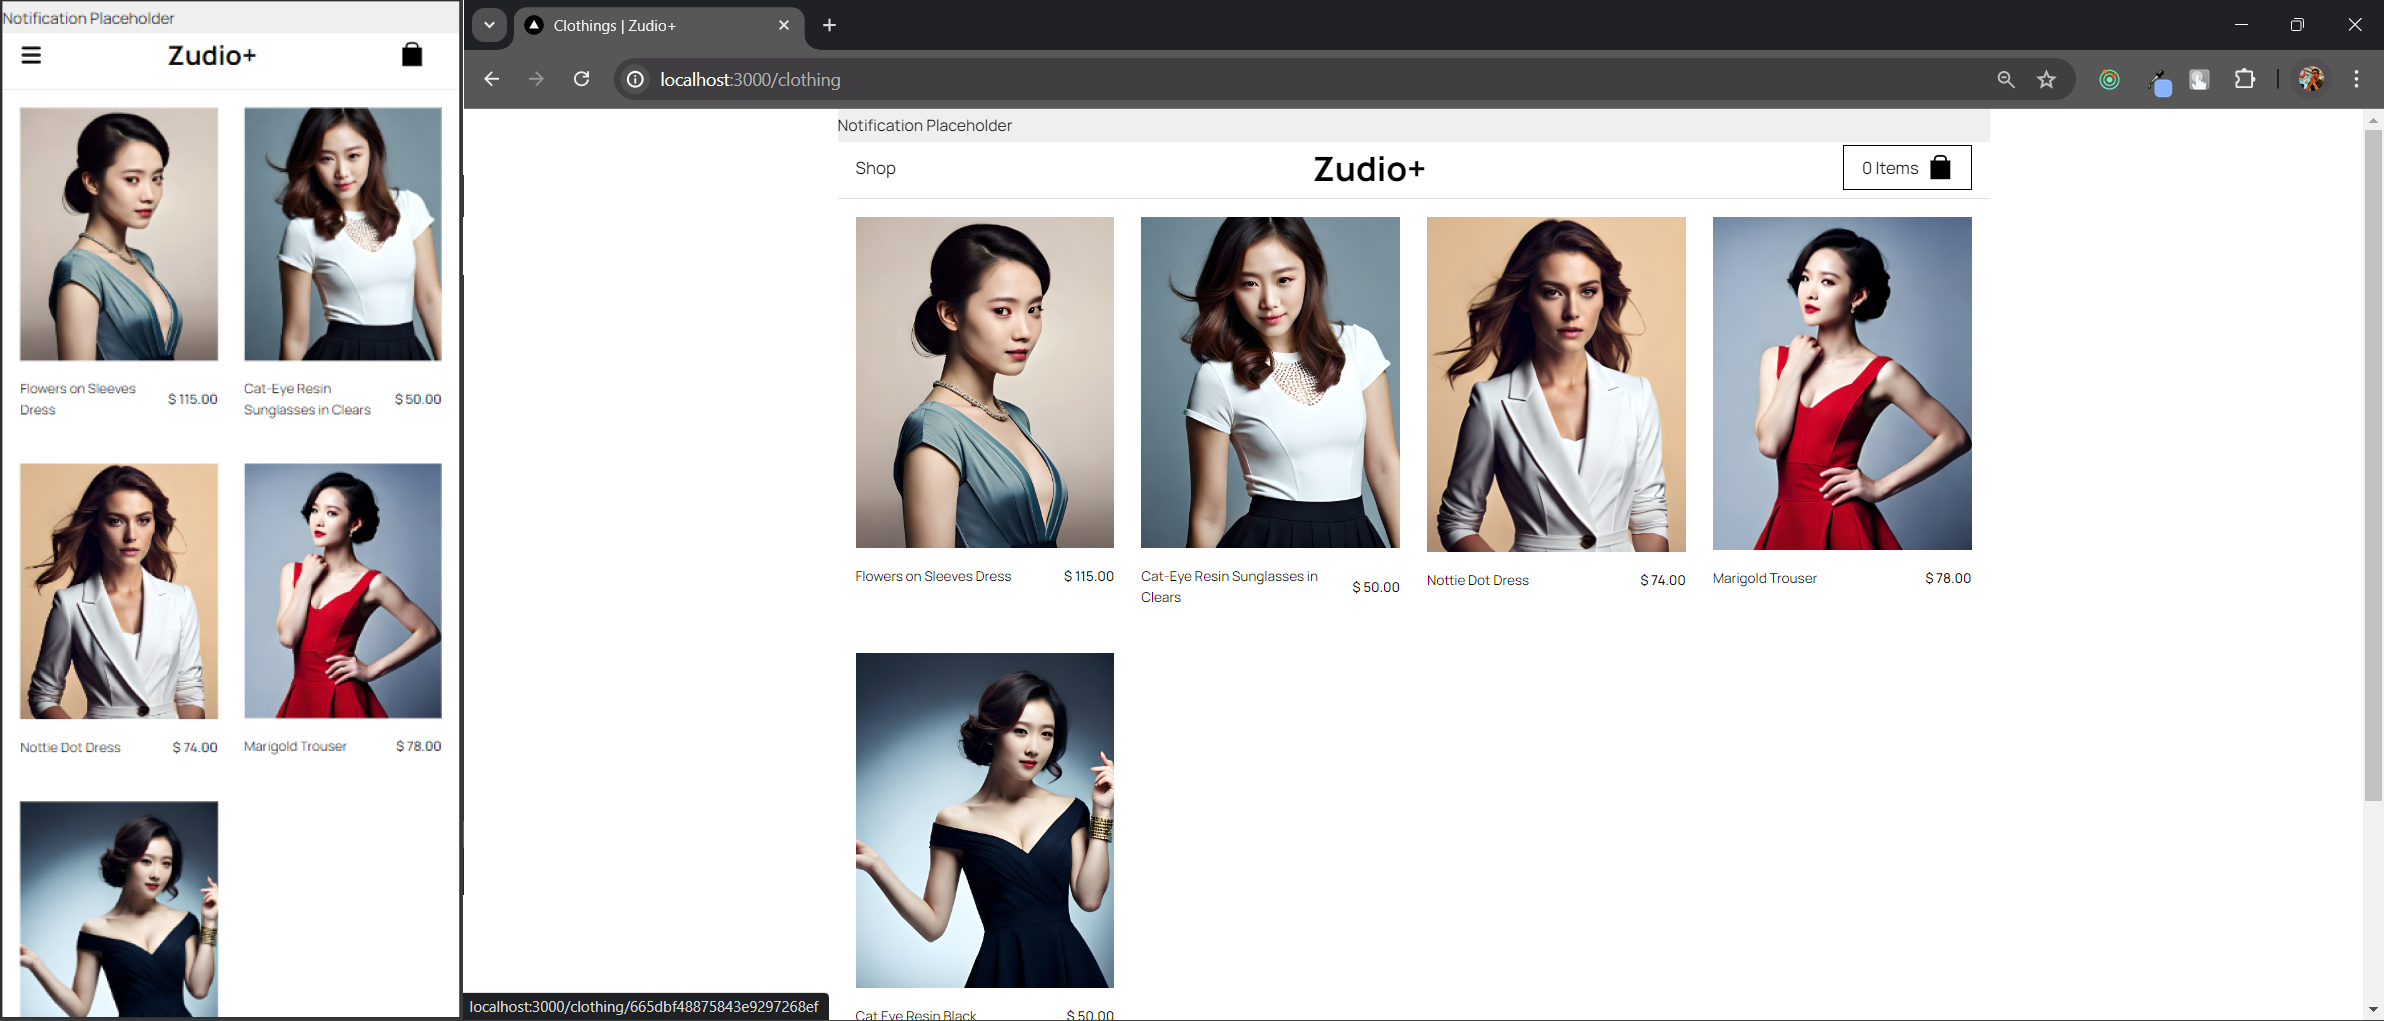 Notification Placeholder
Zudio+
Flowers on Sleeves
Dress
$ 115.00
Cat-Eye Resin
Sunglasses in Clears
$ 50.00
Nottie Dot Dress
$ 74.00
Marigold Trouser
$ 78.00
Clothings | Zudio+
localhost:3000/clothing
Notification Placeholder
Shop
Zudio+
0 Items
Flowers on Sleeves Dress
$ 115.00
Cat-Eye Resin Sunglasses in
Clears
$ 50.00
Nottie Dot Dress
$ 74.00
Marigold Trouser
$ 78.00
Cat Eye Resin Black
$ 50.00
localhost:3000/clothing/665dbf48875843e9297268ef